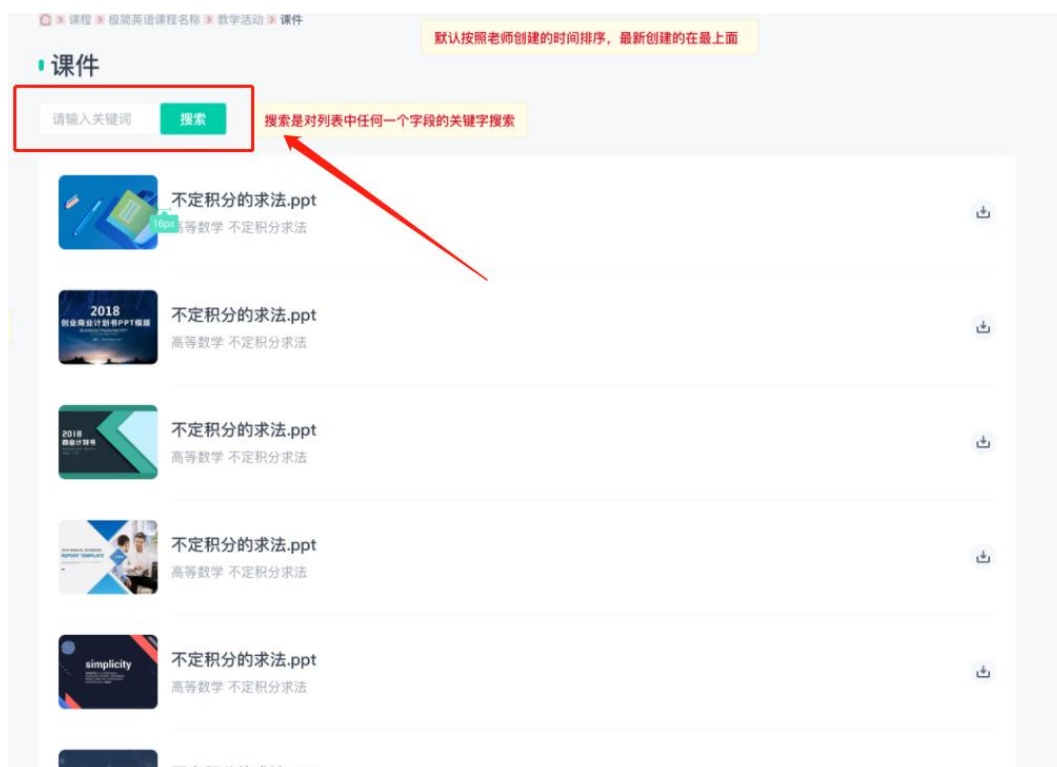 课程 极简英语课程名称 教学活动 课件
默认按照老师创建的时间排序，最新创建的在最上面
课件
请输入关键词 搜索 搜索是对列表中任何一个字段的关键字搜索
不定积分的求法.ppt
16px 高等数学 不定积分求法
2018
创业商业计划书PPT模板
不定积分的求法.ppt
高等数学 不定积分求法
2018
商业计划书
不定积分的求法.ppt
高等数学 不定积分求法
REPORT TEMPLATE
不定积分的求法.ppt
高等数学 不定积分求法
simplicity
不定积分的求法.ppt
高等数学 不定积分求法